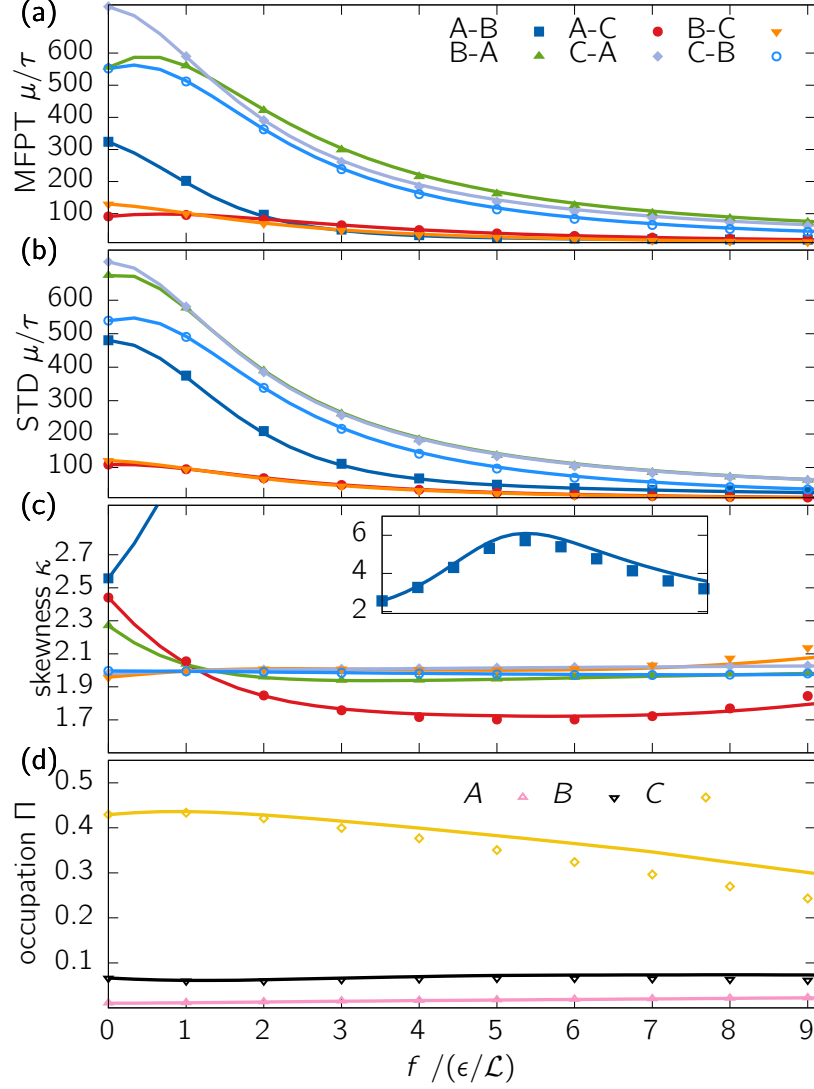 (a)
A-B A-C B-C
B-A C-A C-B
MFPT μ/τ
600
500
400
300
200
100
(b)
STD μ/τ
600
500
400
300
200
100
(c)
skewness κ
2.7
2.5
2.3
2.1
1.9
1.7
6
4
2
(d)
A B C
occupation Π
0.5
0.4
0.3
0.2
0.1
0 1 2 3 4 5 6 7 8 9
f /(ϵ/ℒ)